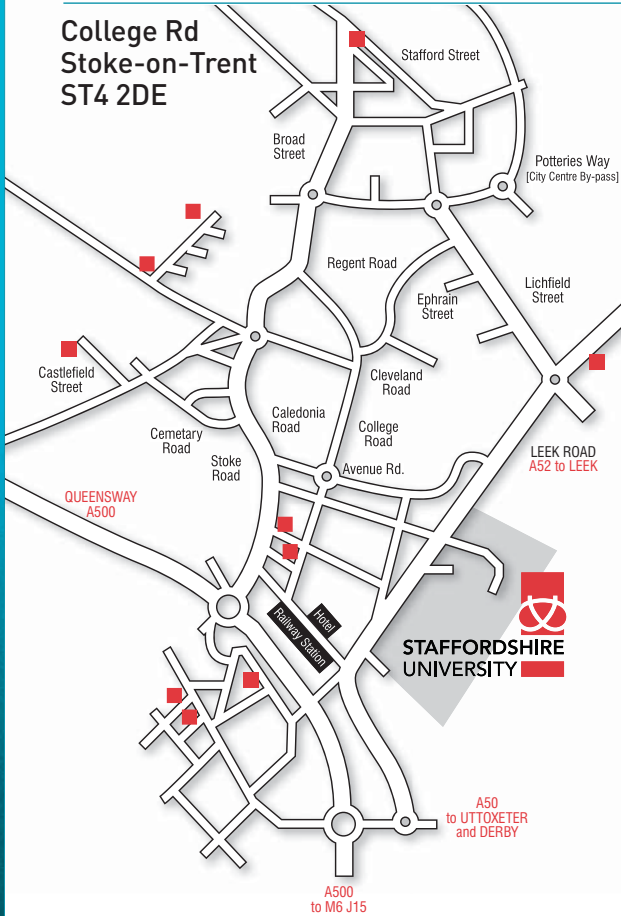 College Rd
Stoke-on-Trent
ST4 2DE
Stafford Street
Broad
Street
Potteries Way
[City Centre By-pass]
Regent Road
Ephrain
Street
Lichfield
Street
Castlefield
Street
Cleveland
Road
Caledonia
Road
College
Road
Cemetary
Road
Stoke
Road
Avenue Rd.
LEEK ROAD
A52 to LEEK
QUEENSWAY
A500
Hotel
Railway Station
STAFFORDSHIRE
UNIVERSITY
A50
to UTTOXETER
and DERBY
A500
to M6 J15